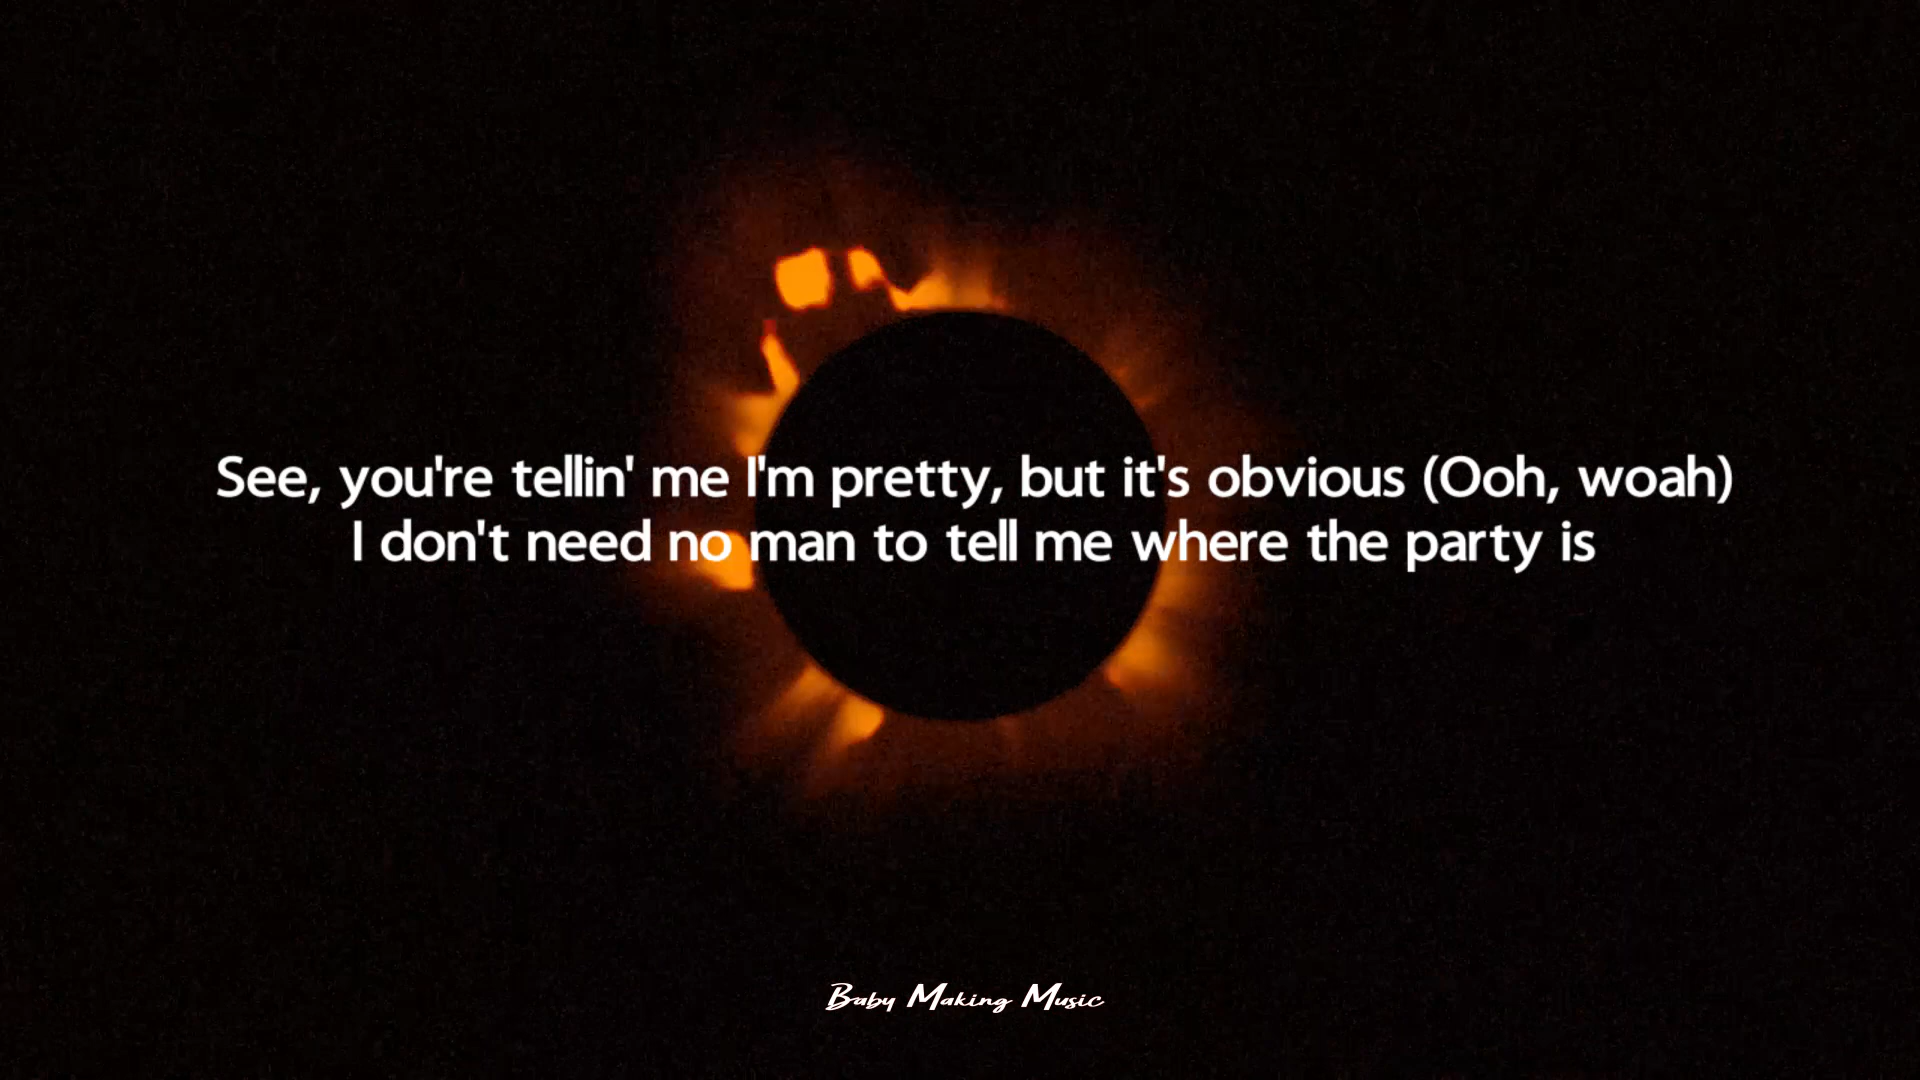 See, you're tellin' me I'm pretty, but it's obvious (Ooh, woah)
I don't need no man to tell me where the party is
Baby Making Music